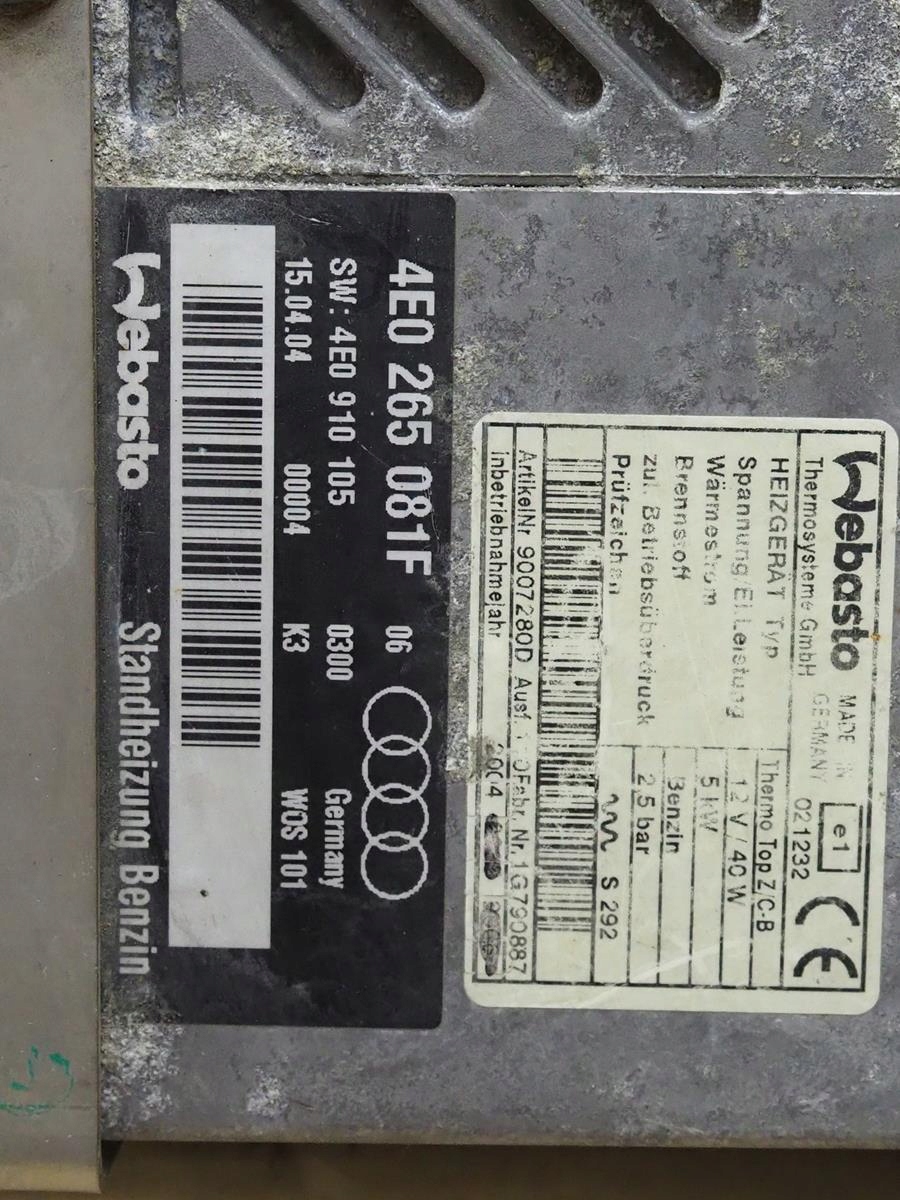 4E0 265 081F 06
SW: 4E0 910 105 0300 Germany
15.04.04 00004 K3 WOS 101
Webasto Standheizung Benzin
Webasto MADE IN GERMANY e1 CE
Thermosysteme GmbH 021232
HEIZGERÄT Typ Thermo Top Z/C-B
Spannung/El.Leistung 12 V / 40 W
Wärmestrom 5 kW
Brennstoff Benzin
zul. Betriebsüberdruck 2,5 bar
Prüfzeichen S 292
ArtikelNr 9007280D Ausf. Fabr.Nr.1G790887
Inbetriebnahmejahr 2004